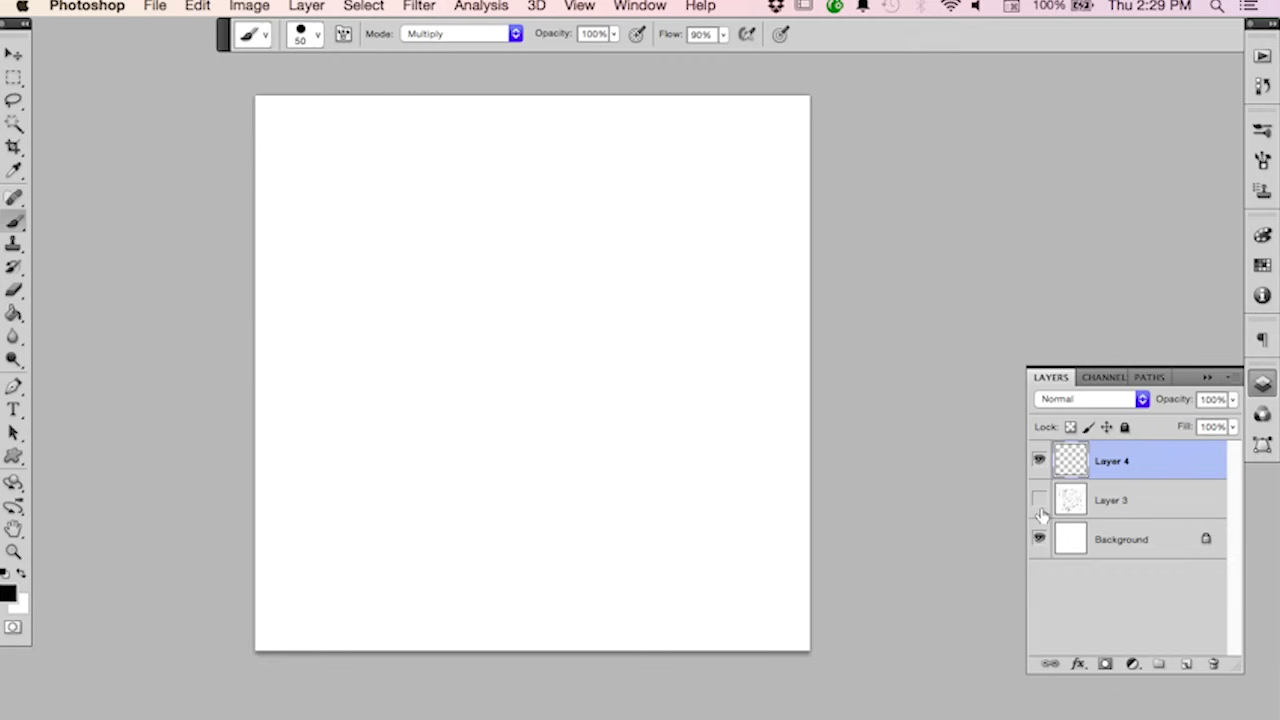 Photoshop File Edit Image Layer Select Filter Analysis 3D View Window Help 100% Thu 2:29 PM
50 Mode: Multiply Opacity: 100% Flow: 90%
LAYERS CHANNEL PATHS
Normal Opacity: 100%
Lock: Fill: 100%
Layer 4
Layer 3
Background
fx.